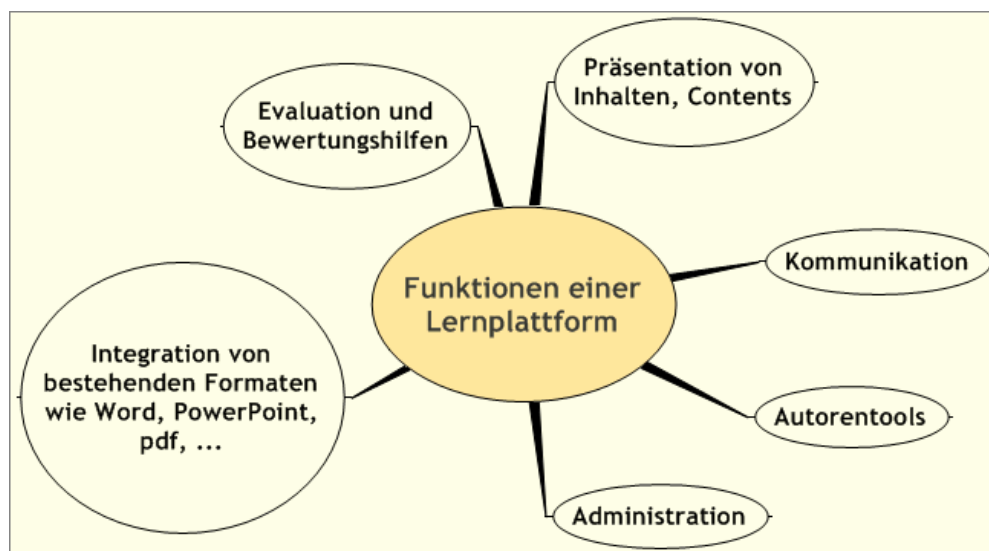 Präsentation von
Inhalten, Contents
Evaluation und
Bewertungshilfen
Kommunikation
Funktionen einer
Lernplattform
Integration von
bestehenden Formaten
wie Word, PowerPoint,
pdf, ...
Autorentools
Administration